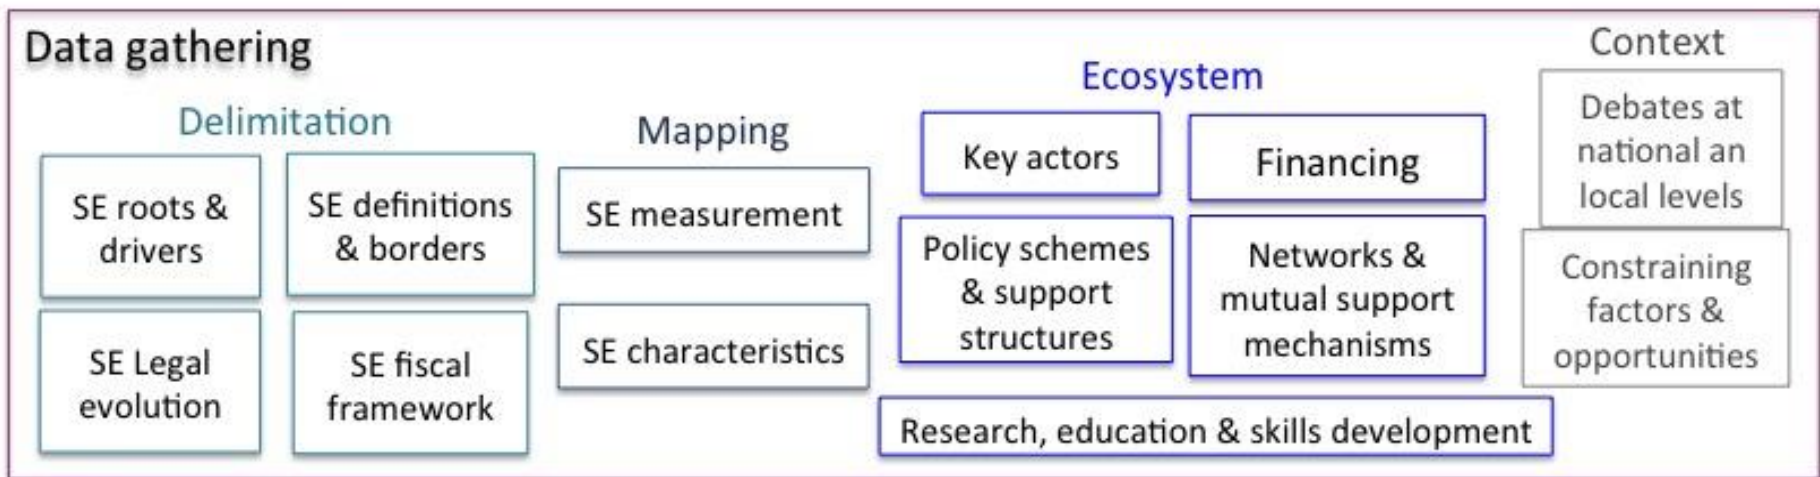 Data gathering
Delimitation
SE roots &
drivers
SE definitions
& borders
SE Legal
evolution
SE fiscal
framework
Mapping
SE measurement
SE characteristics
Ecosystem
Key actors
Financing
Policy schemes
& support
structures
Networks &
mutual support
mechanisms
Research, education & skills development
Context
Debates at
national an
local levels
Constraining
factors &
opportunities